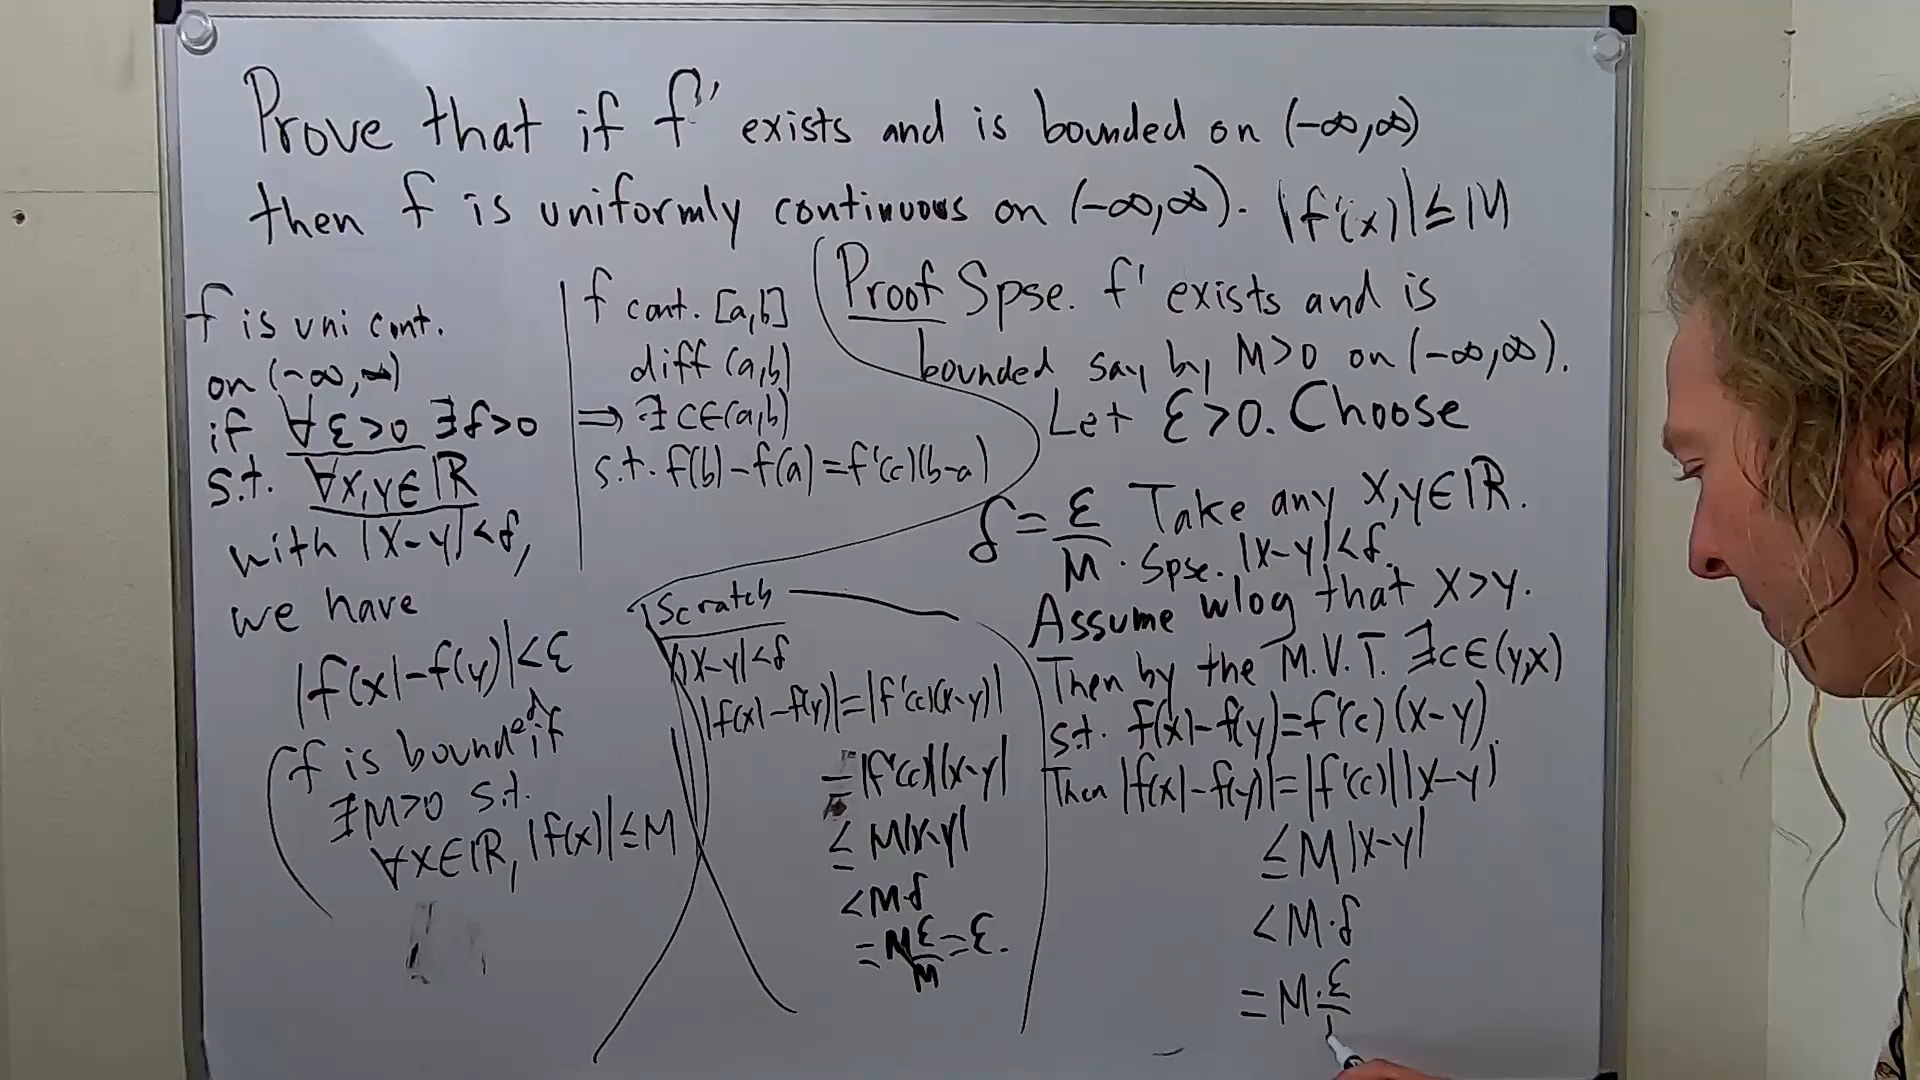 Prove that if f' exists and is bounded on (-∞,∞)
then f is uniformly continuous on (-∞,∞). |f'(x)|≤M
f is uni cont.
on (-∞,∞)
if ∀ε>0 ∃δ>0
s.t. ∀x,y∈ℝ
with |x-y|<δ,
we have
|f(x)-f(y)|<ε
f is bounded if
∃M>0 s.t.
∀x∈ℝ, |f(x)|≤M
f cont. [a,b]
diff (a,b)
⇒ ∃c∈(a,b)
s.t. f(b)-f(a)=f'(c)(b-a)
Scratch
|x-y|<δ
|f(x)-f(y)|=|f'(c)(x-y)|
=|f'(c)||x-y|
≤ M|x-y|
<M·δ
=M ε/M=ε.
Proof Spse. f' exists and is
bounded say by M>0 on (-∞,∞).
Let ε>0. Choose
δ=ε/M. Take any x,y∈ℝ.
Spse. |x-y|<δ.
Assume wlog that x>y.
Then by the M.V.T. ∃c∈(y,x)
s.t. f(x)-f(y)=f'(c)(x-y).
Then |f(x)-f(y)|=|f'(c)||x-y|
≤M|x-y|
<M·δ
=M·ε/